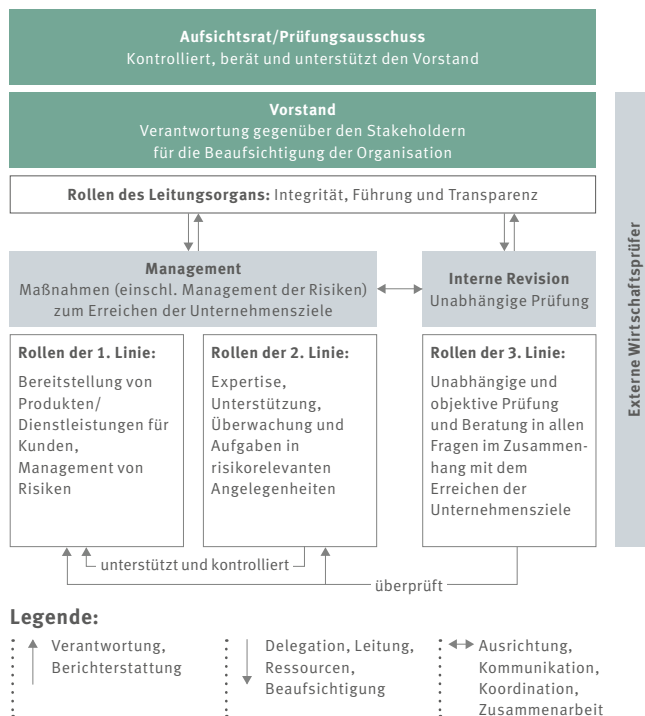 Aufsichtsrat/Prüfungsausschuss
Kontrolliert, berät und unterstützt den Vorstand
Vorstand
Verantwortung gegenüber den Stakeholdern
für die Beaufsichtigung der Organisation
Rollen des Leitungsorgans: Integrität, Führung und Transparenz
Management
Maßnahmen (einschl. Management der Risiken)
zum Erreichen der Unternehmensziele
Interne Revision
Unabhängige Prüfung
Rollen der 1. Linie:
Bereitstellung von
Produkten/
Dienstleistungen für
Kunden,
Management von
Risiken
Rollen der 2. Linie:
Expertise,
Unterstützung,
Überwachung und
Aufgaben in
risikorelevanten
Angelegenheiten
Rollen der 3. Linie:
Unabhängige und
objektive Prüfung
und Beratung in allen
Fragen im Zusammen-
hang mit dem
Erreichen der
Unternehmensziele
Externe Wirtschaftsprüfer
unterstützt und kontrolliert
überprüft
Legende:
Verantwortung,
Berichterstattung
Delegation, Leitung,
Ressourcen,
Beaufsichtigung
Ausrichtung,
Kommunikation,
Koordination,
Zusammenarbeit